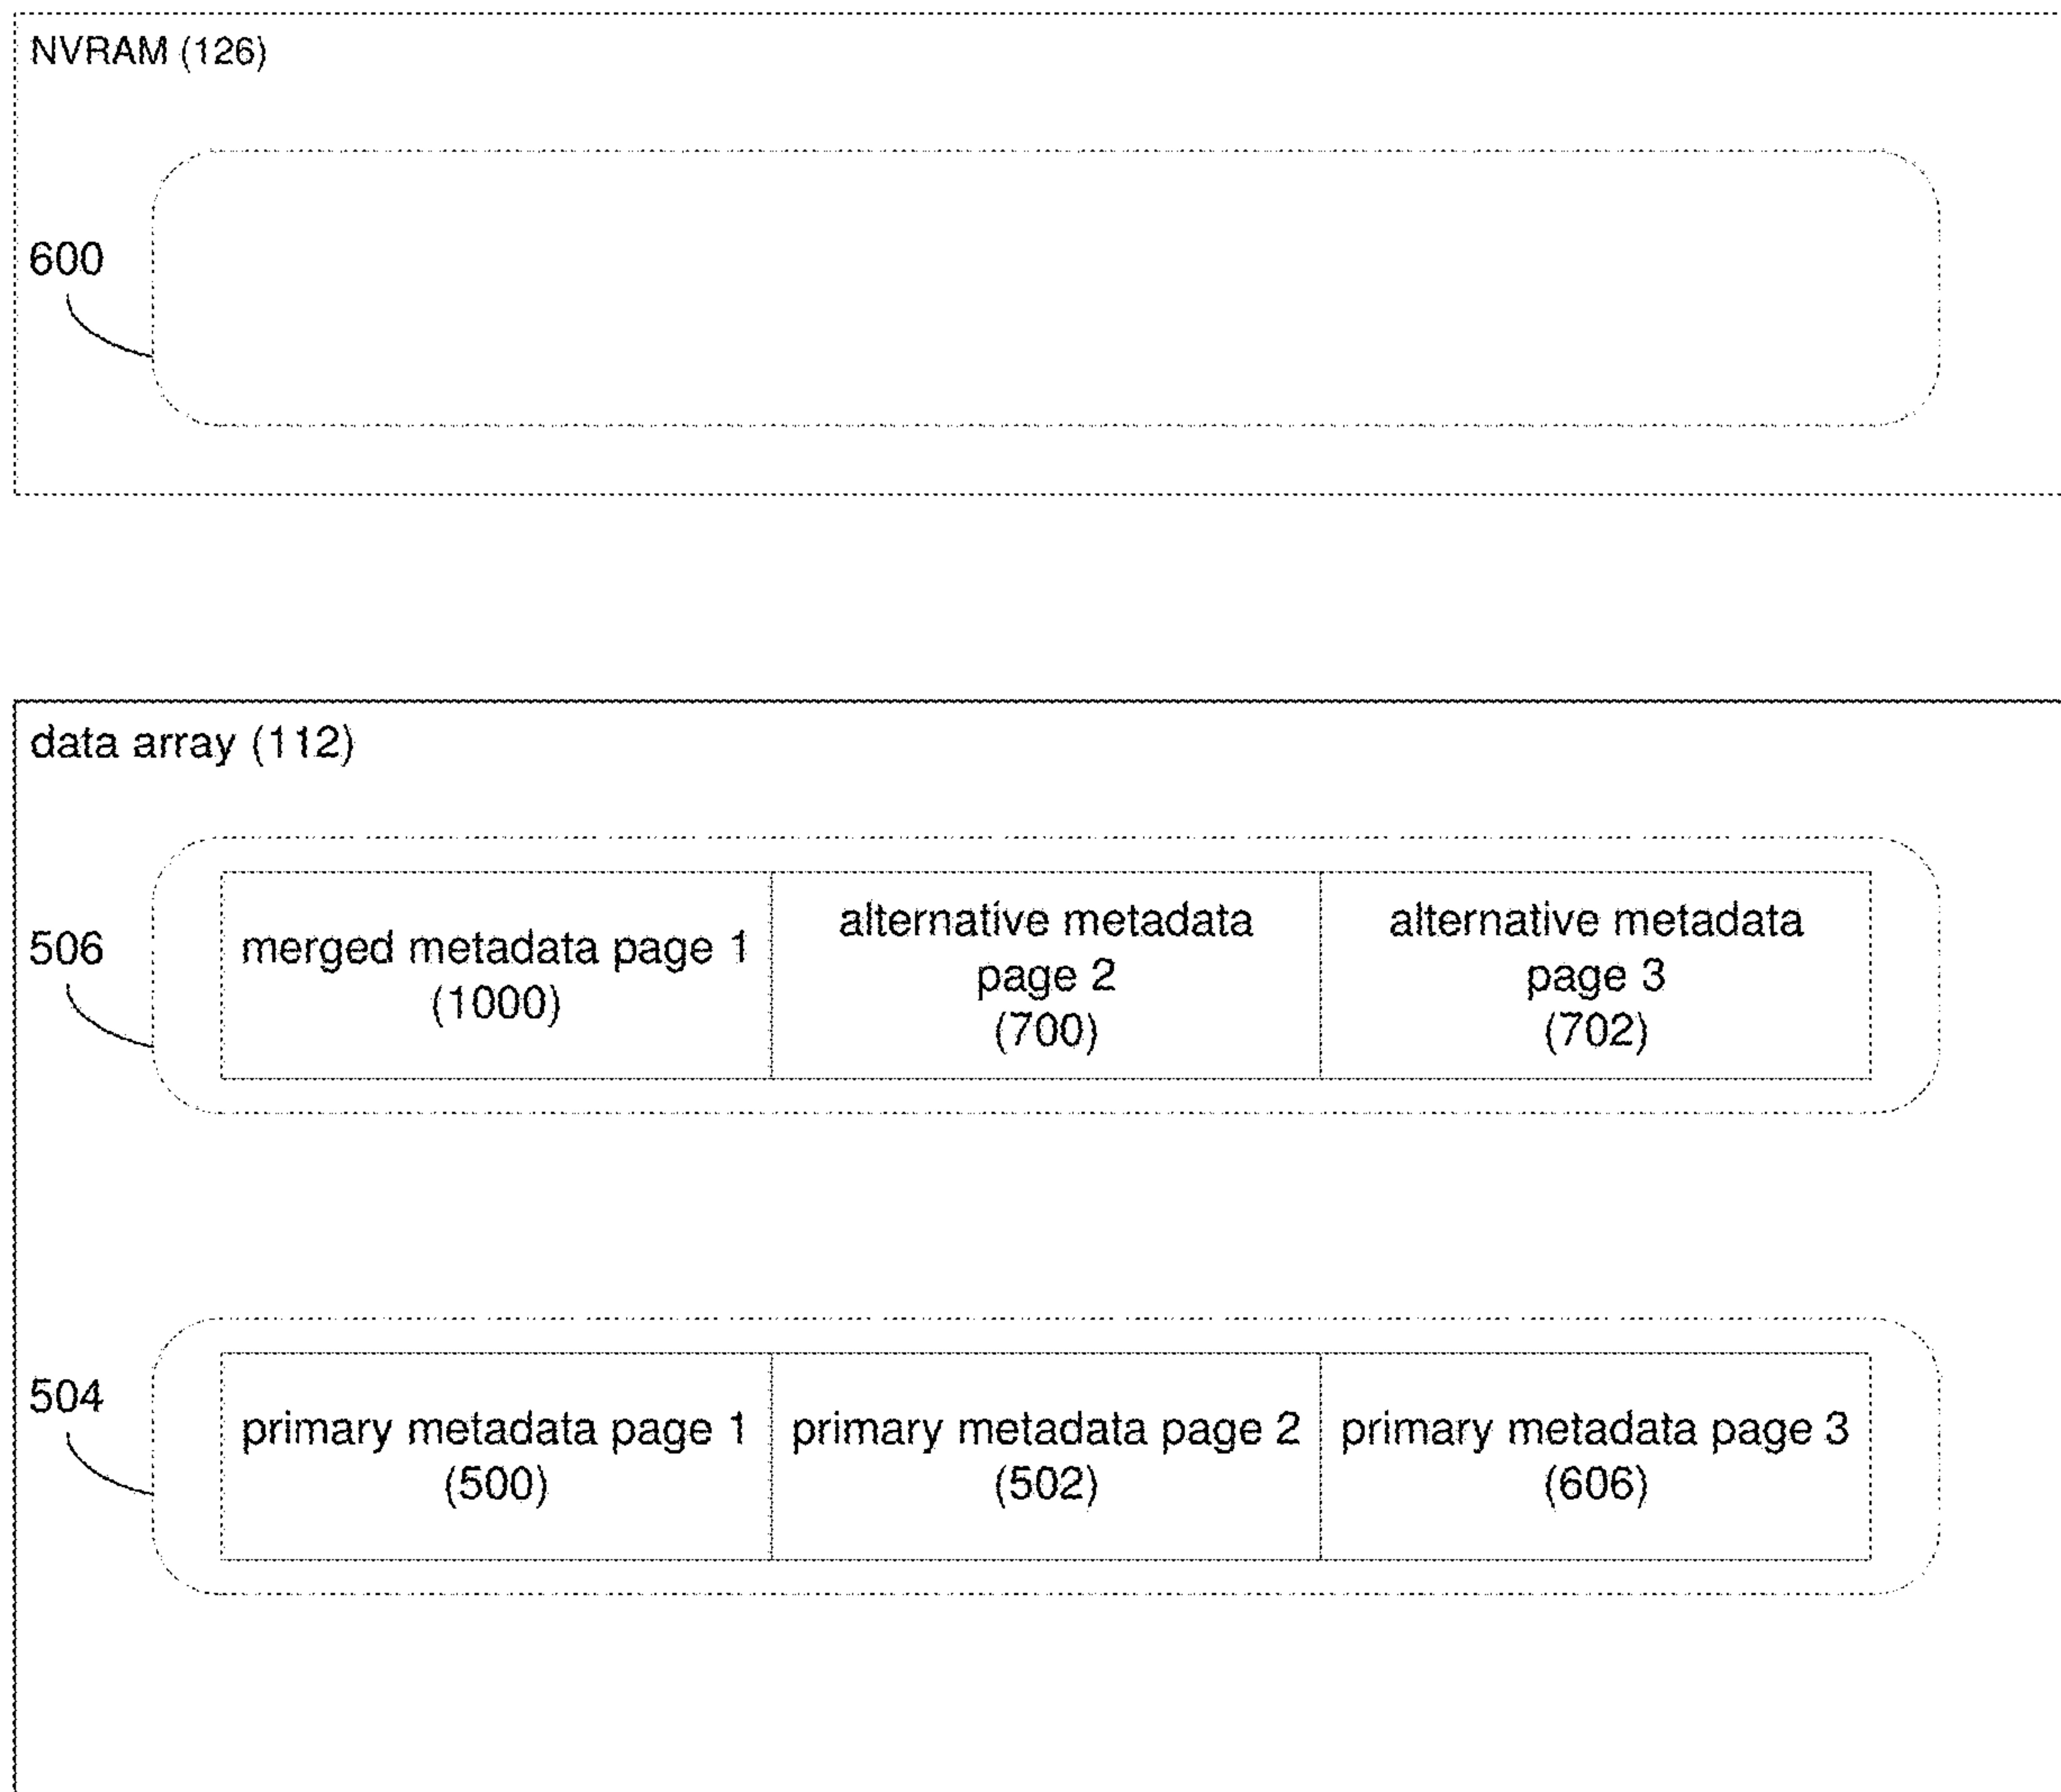 NVRAM (126)
600
data array (112)
506
merged metadata page 1
(1000)
alternative metadata
page 2
(700)
alternative metadata
page 3
(702)
504
primary metadata page 1
(500)
primary metadata page 2
(502)
primary metadata page 3
(606)